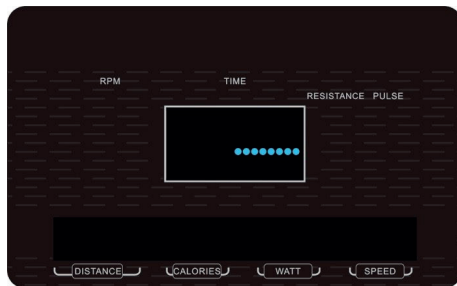 RPM
TIME
RESISTANCE PULSE
DISTANCE
CALORIES
WATT
SPEED